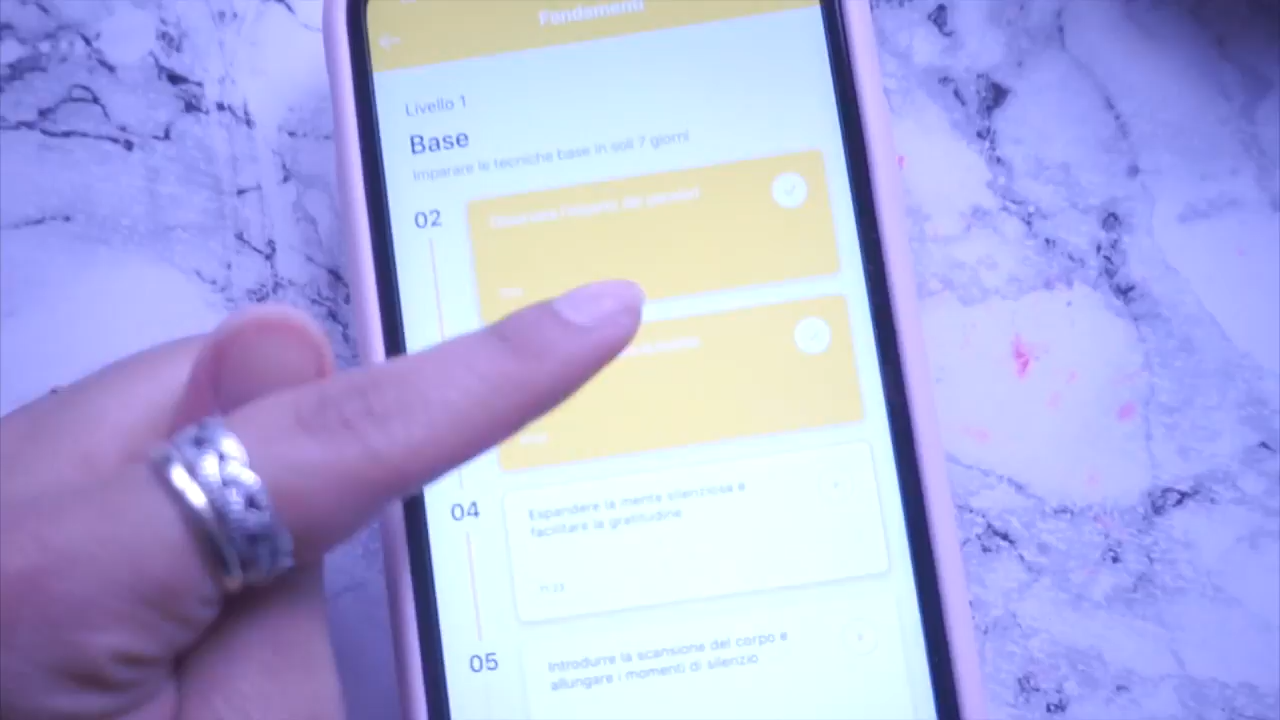 Fondamenti
Livello 1
Base
Imparare le tecniche base in soli 7 giorni
02
04
Espandere la mente silenziosa e
facilitare la gratitudine
05
Introdurre la scansione del corpo e
allungare i momenti di silenzio